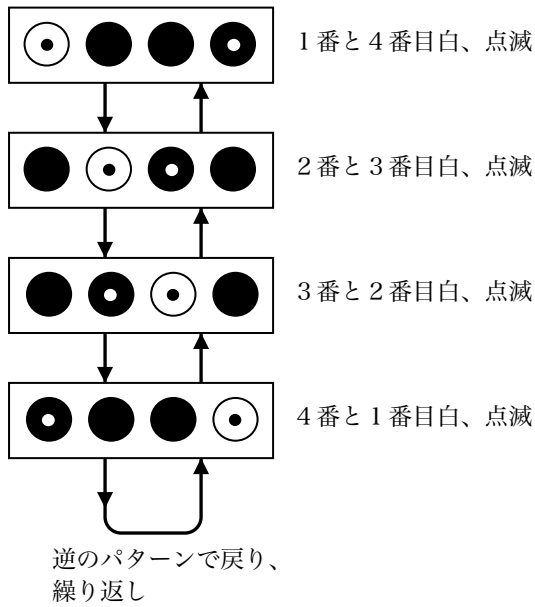 １番と４番目白、点滅
２番と３番目白、点滅
３番と２番目白、点滅
４番と１番目白、点滅
逆のパターンで戻り、
繰り返し